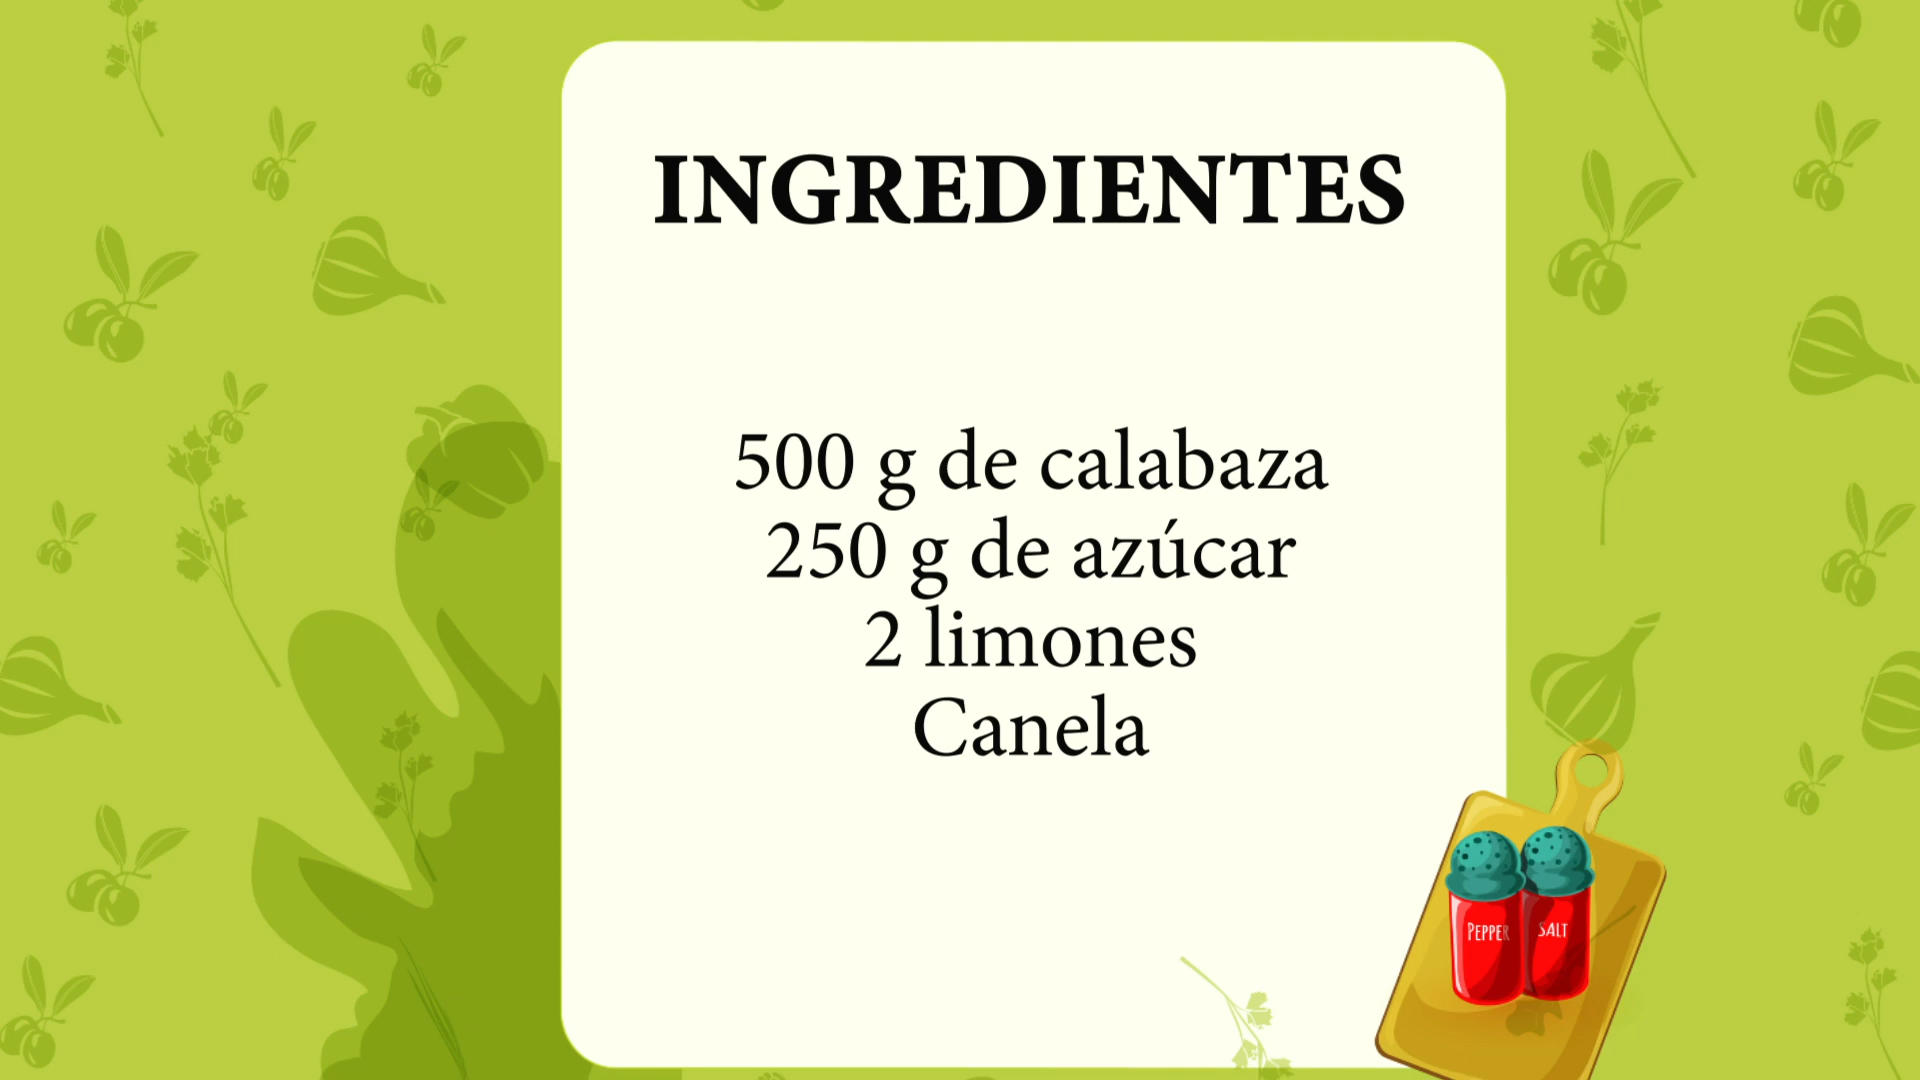 INGREDIENTES
500 g de calabaza
250 g de azúcar
2 limones
Canela
PEPPER
SALT